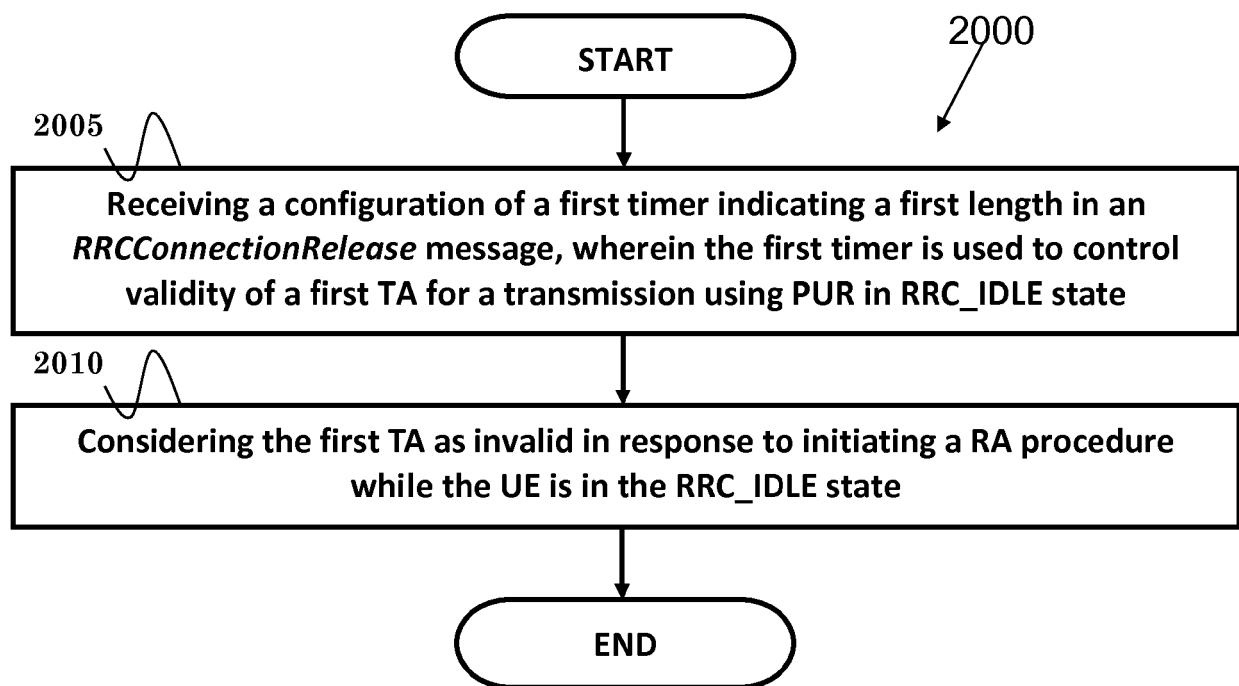 START
2000
2005
Receiving a configuration of a first timer indicating a first length in an
RRCConnectionRelease message, wherein the first timer is used to control
validity of a first TA for a transmission using PUR in RRC_IDLE state
2010
Considering the first TA as invalid in response to initiating a RA procedure
while the UE is in the RRC_IDLE state
END